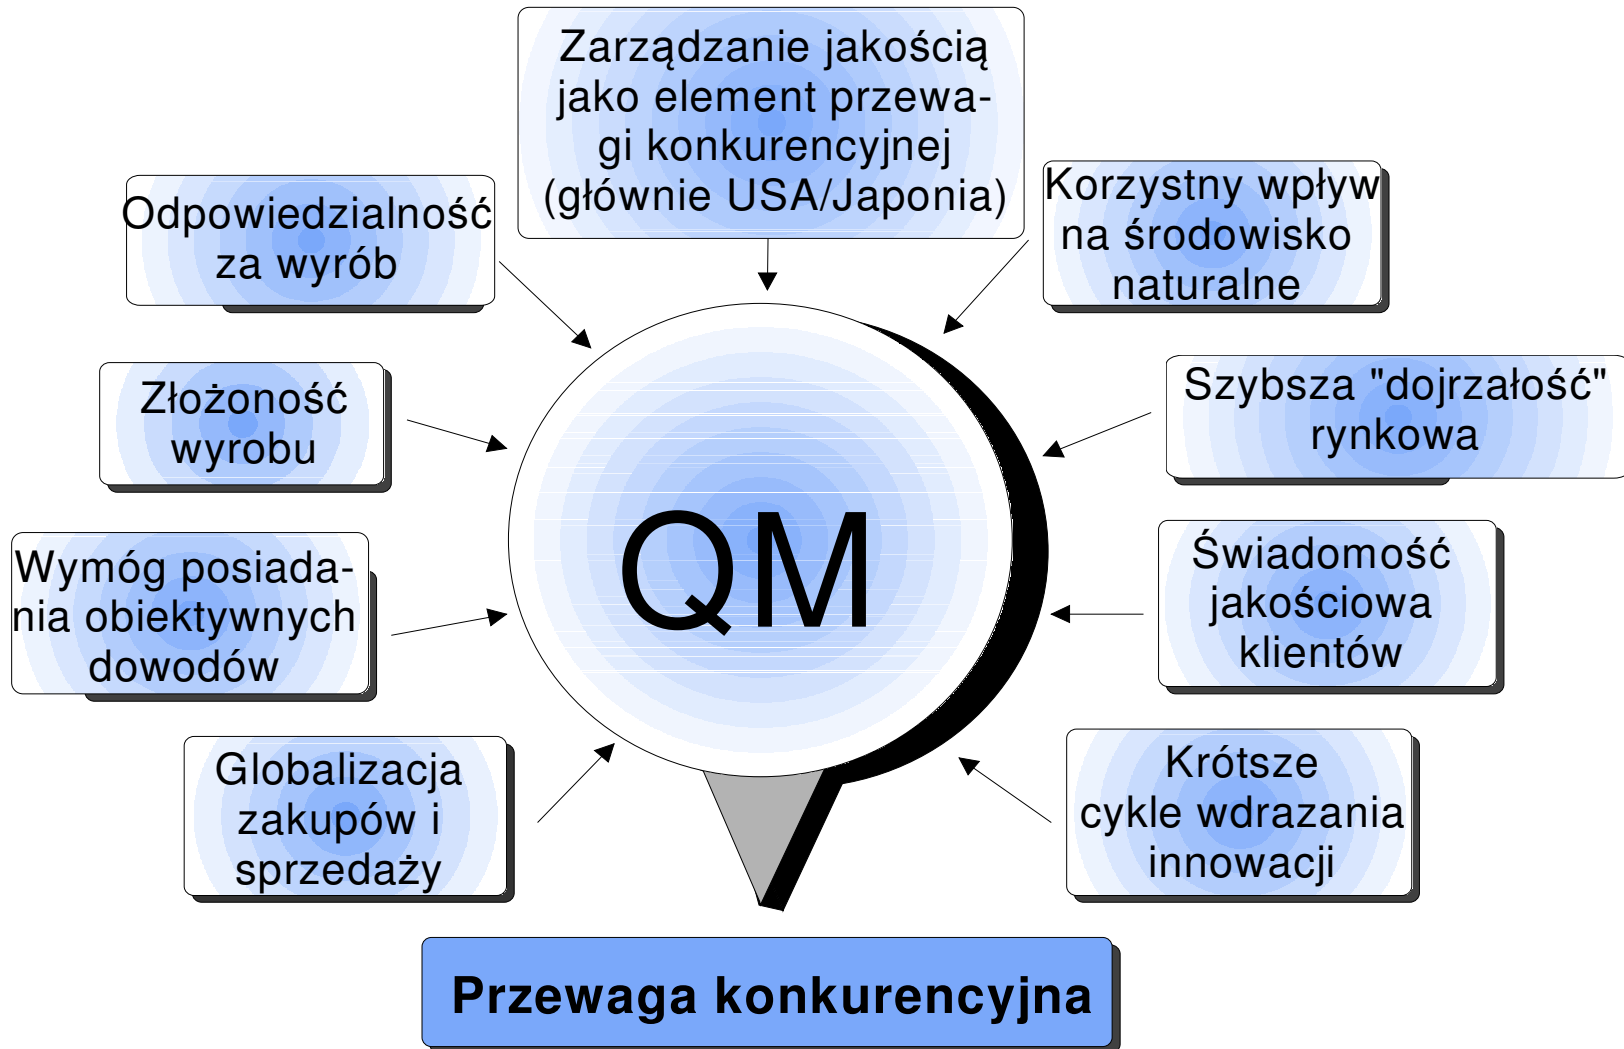 Zarządzanie jakością
jako element przewa-
gi konkurencyjnej
(głównie USA/Japonia)
Odpowiedzialność
za wyrób
Korzystny wpływ
na środowisko
naturalne
Złożoność
wyrobu
Szybsza "dojrzałość"
rynkowa
QM
Wymóg posiada-
nia obiektywnych
dowodów
Świadomość
jakościowa
klientów
Globalizacja
zakupów i
sprzedaży
Krótsze
cykle wdrazania
innowacji
Przewaga konkurencyjna